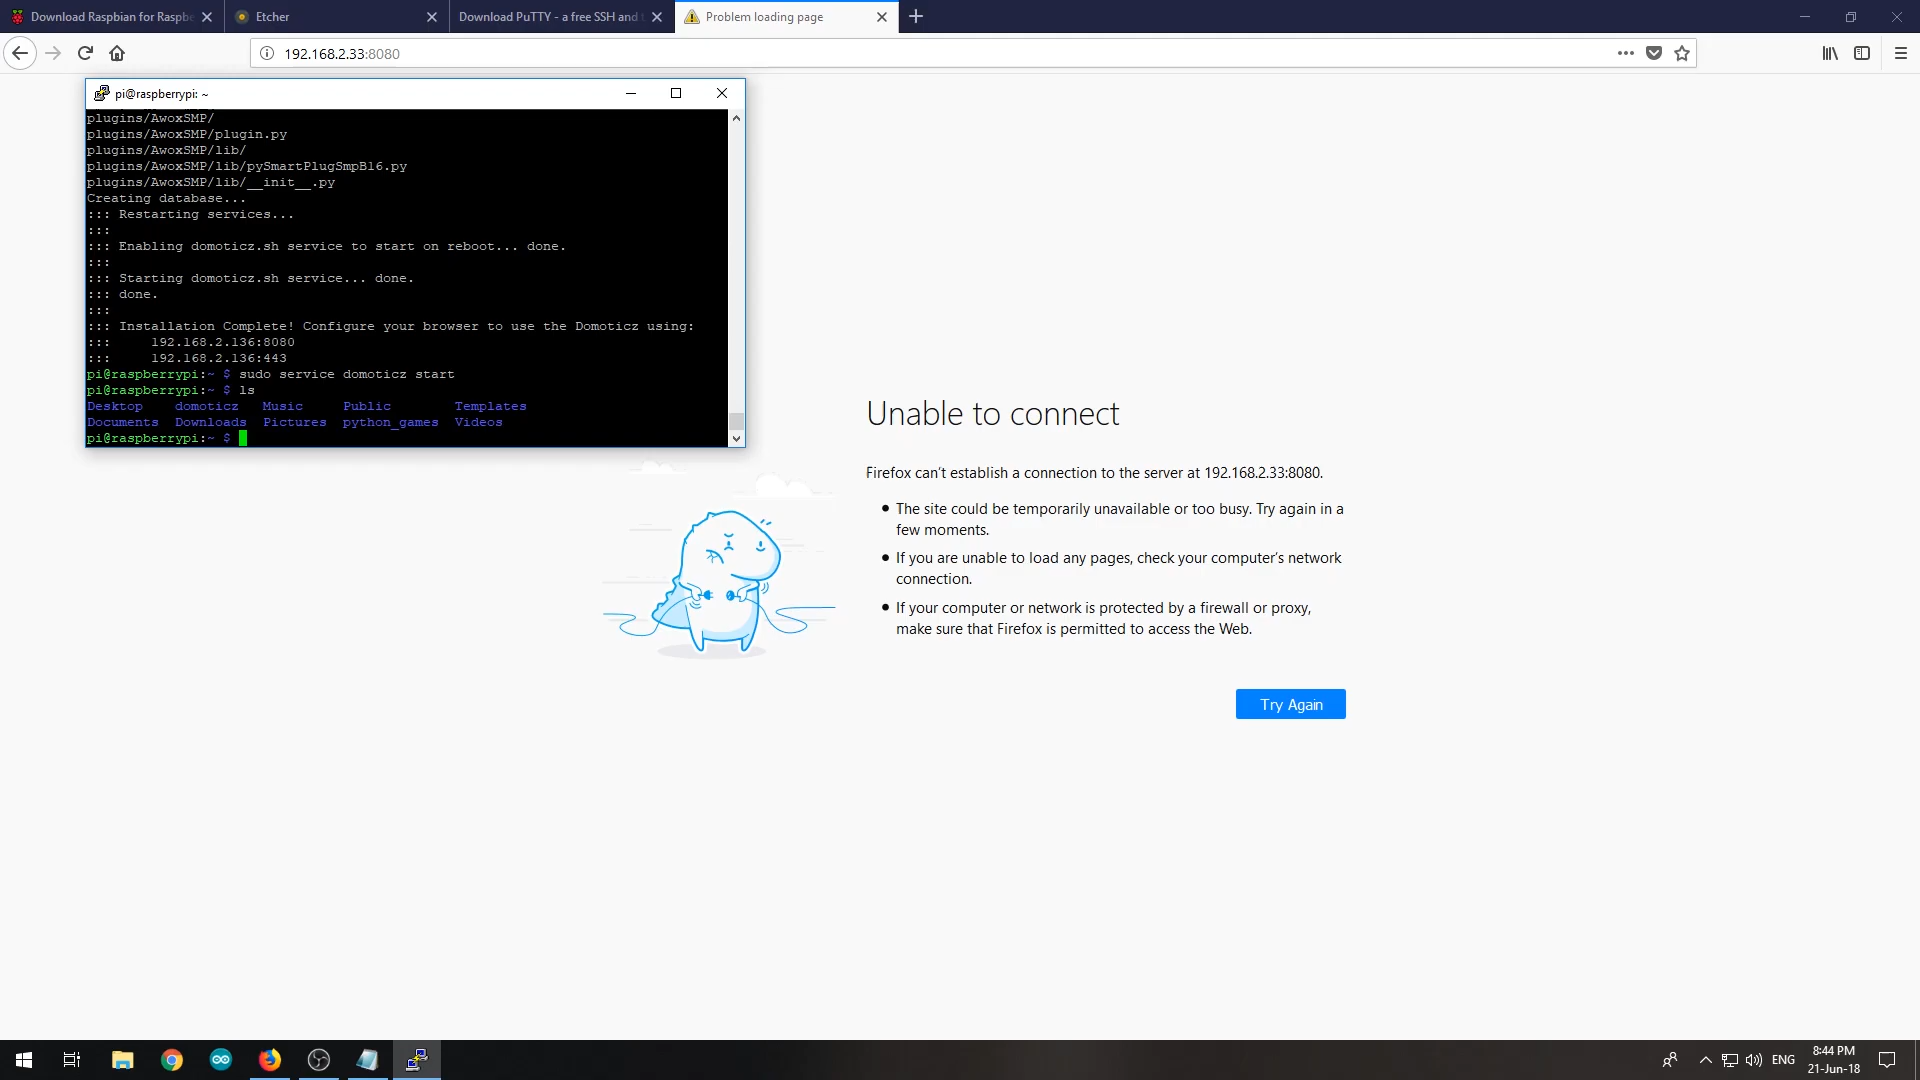 Download Raspbian for Raspbe
Etcher
Download PuTTY - a free SSH and t
Problem loading page
192.168.2.33:8080
pi@raspberrypi: ~
plugins/AwoxSMP/
plugins/AwoxSMP/plugin.py
plugins/AwoxSMP/lib/
plugins/AwoxSMP/lib/pySmartPlugSmpB16.py
plugins/AwoxSMP/lib/__init__.py
Creating database...
::: Restarting services...
:::
::: Enabling domoticz.sh service to start on reboot... done.
:::
::: Starting domoticz.sh service... done.
::: done.
:::
::: Installation Complete! Configure your browser to use the Domoticz using:
:::     192.168.2.136:8080
:::     192.168.2.136:443
pi@raspberrypi:~ $ sudo service domoticz start
pi@raspberrypi:~ $ ls
Desktop    domoticz   Music     Public        Templates
Documents  Downloads  Pictures  python_games  Videos
pi@raspberrypi:~ $
Unable to connect
Firefox can't establish a connection to the server at 192.168.2.33:8080.
The site could be temporarily unavailable or too busy. Try again in a
few moments.
If you are unable to load any pages, check your computer's network
connection.
If your computer or network is protected by a firewall or proxy,
make sure that Firefox is permitted to access the Web.
Try Again
ENG
8:44 PM
21-Jun-18